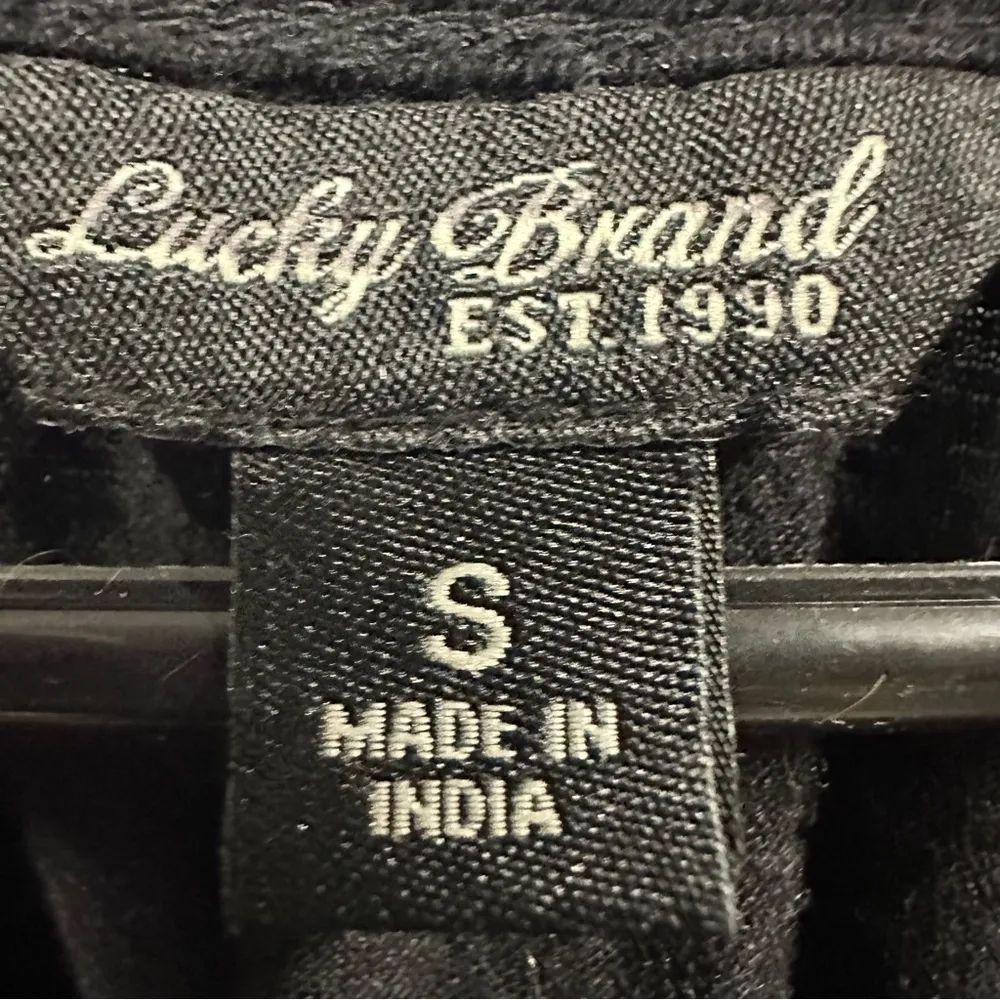 Lucky Brand
EST. 1990
S
MADE IN
INDIA